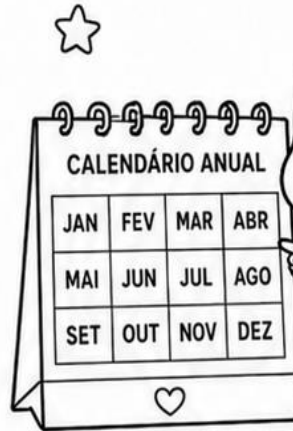 CALENDÁRIO ANUAL
JAN FEV MAR ABR
MAI JUN JUL AGO
SET OUT NOV DEZ